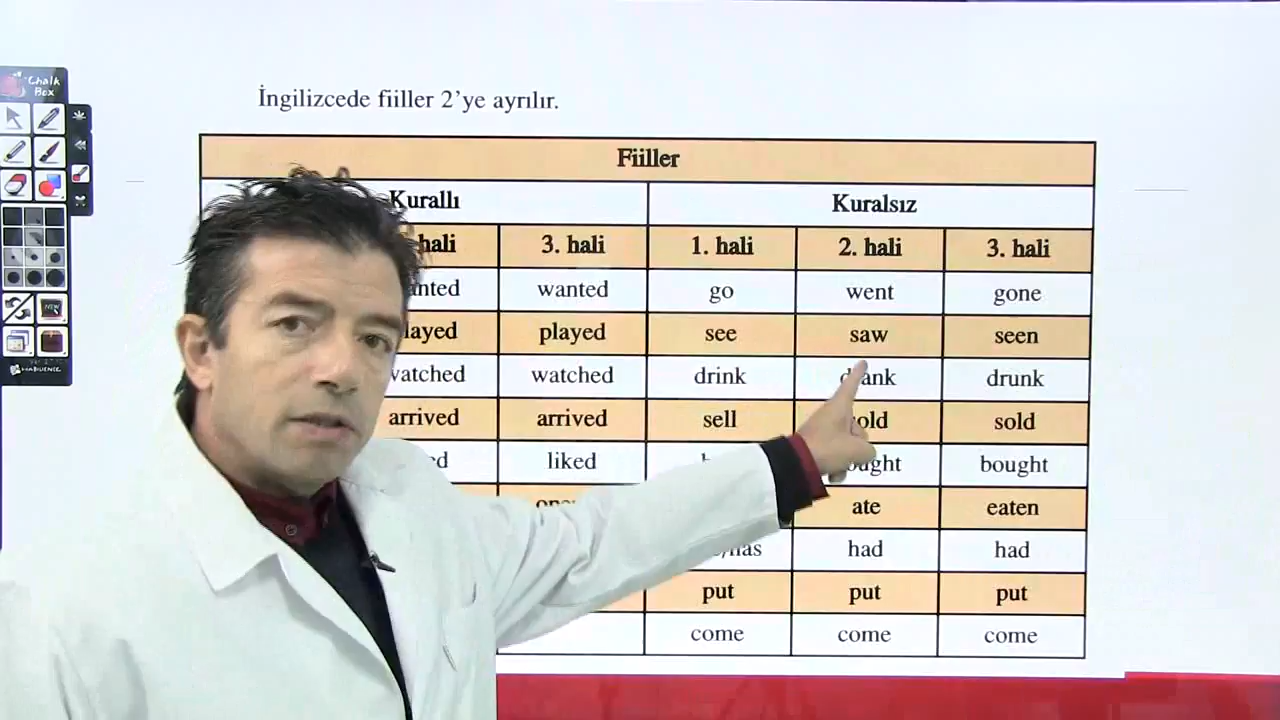 Chalk
Box
İngilizcede fiiller 2’ye ayrılır.
Fiiller
Kurallı Kuralsız
hali 3. hali 1. hali 2. hali 3. hali
wanted go went gone
played see saw seen
watched drink drunk
arrived arrived sell sold
liked bought
ate eaten
had had
put put put
come come come